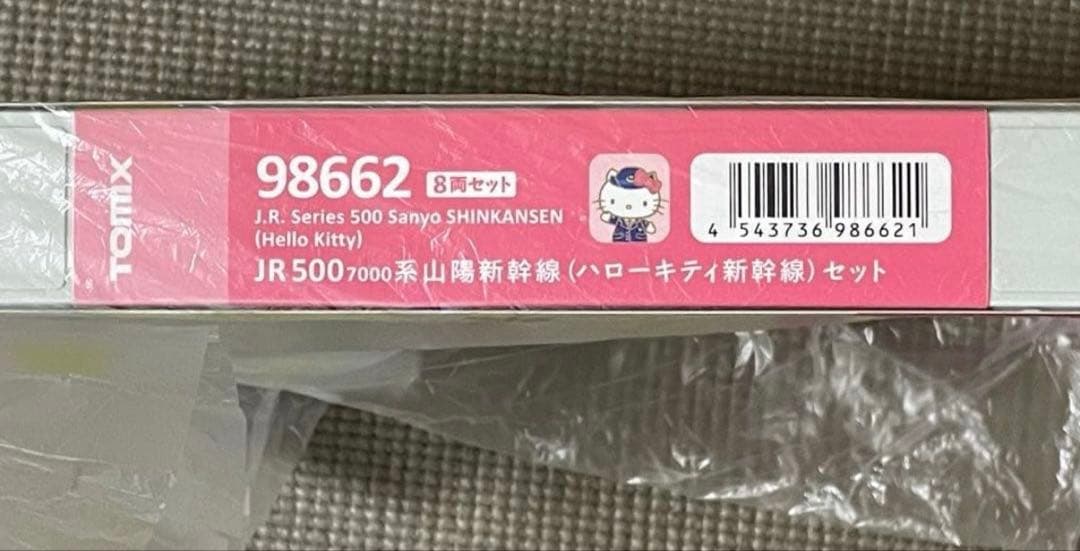 TOMIX
98662 8両セット
J.R. Series 500 Sanyo SHINKANSEN
(Hello Kitty)
JR 500 7000系山陽新幹線(ハローキティ新幹線)セット
4 543736 986621